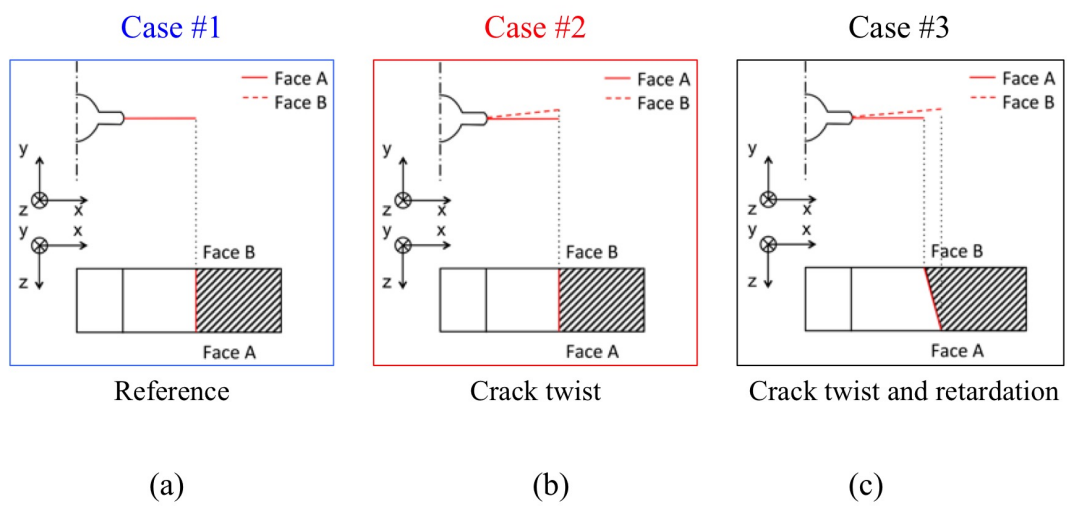 Case #1
Case #2
Case #3
Face A
Face B
y
z
x
y
x
z
Face B
Face A
Face A
Face B
y
z
x
y
x
z
Face B
Face A
Face A
Face B
y
z
x
y
x
z
Face B
Face A
Reference
Crack twist
Crack twist and retardation
(a)
(b)
(c)